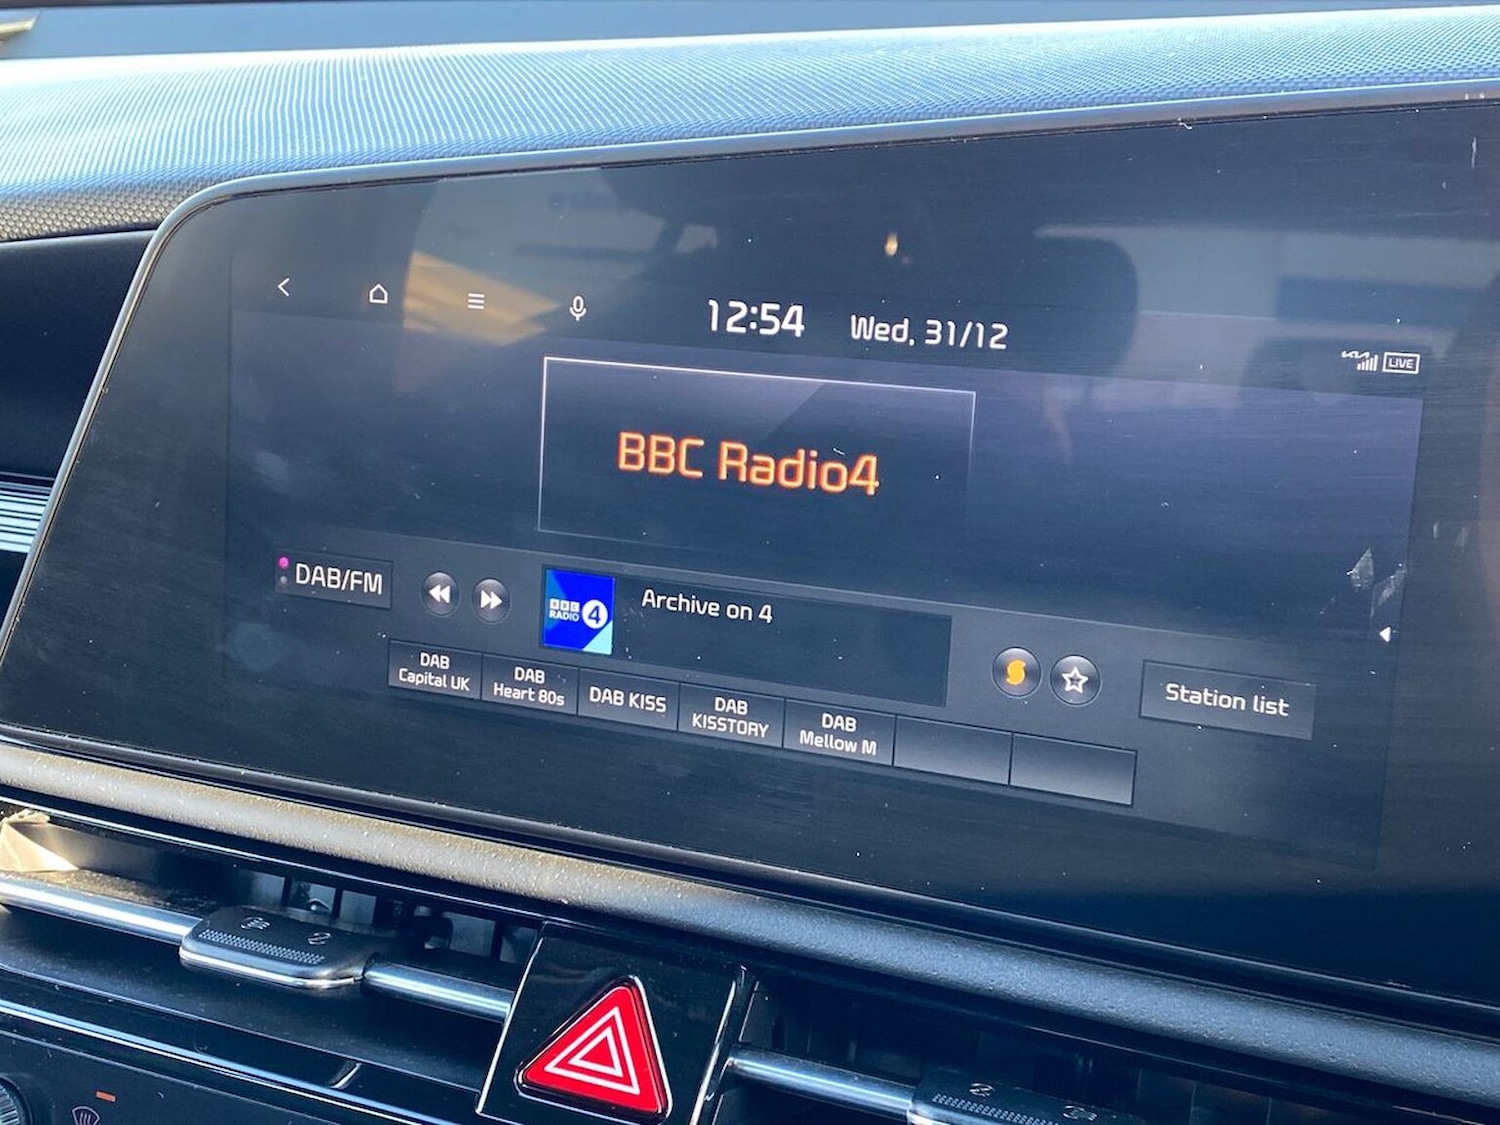 12:54 Wed, 31/12
LIVE
BBC Radio4
DAB/FM
BBC
RADIO 4
Archive on 4
DAB
Capital UK
DAB
Heart 80s
DAB KISS
DAB
KISSTORY
DAB
Mellow M
Station list